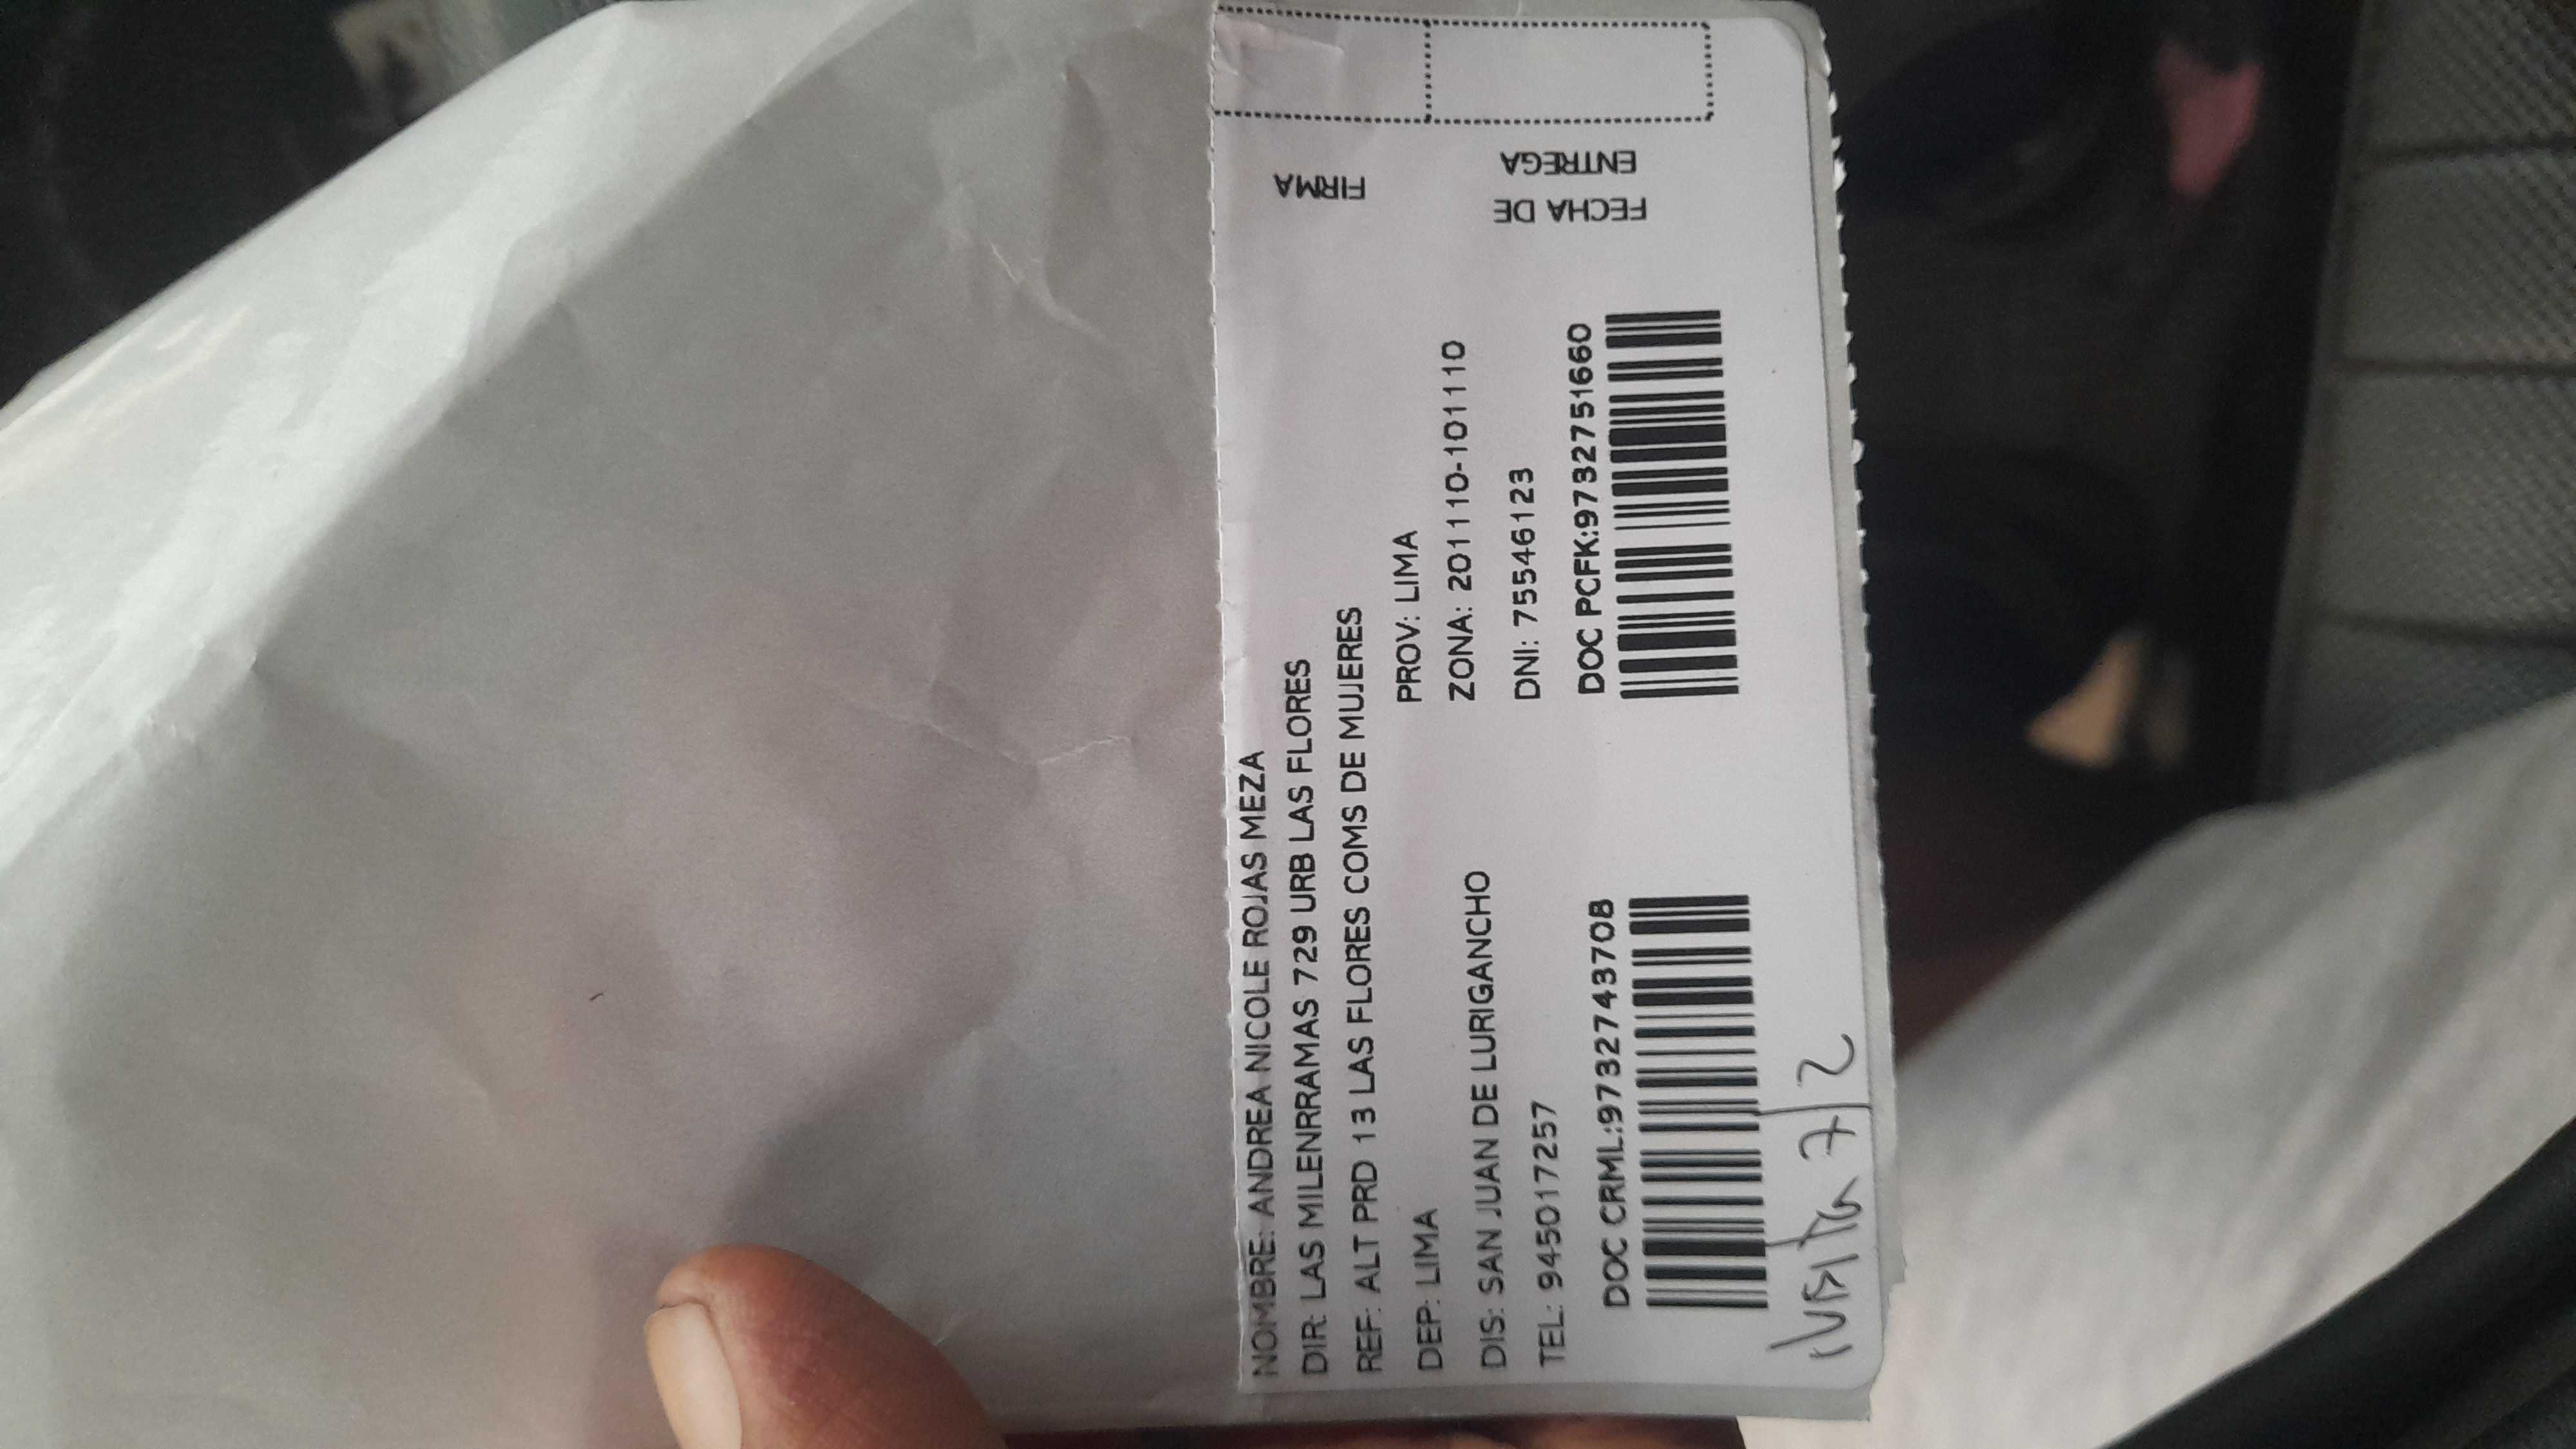 NOMBRE: ANDREA NICOLE ROJAS MEZA
DIR: LAS MILENRRAMAS 729 URB LAS FLORES
REF: ALT PRD 13 LAS FLORES COMS DE MUJERES
DEP: LIMA PROV: LIMA
DIS: SAN JUAN DE LURIGANCHO ZONA: 201110-101110
TEL: 945017257 DNI: 75546123
DOC CRML:973274370B DOC PCFK:9732751660
FIRMA
FECHA DE
ENTREGA
7/2